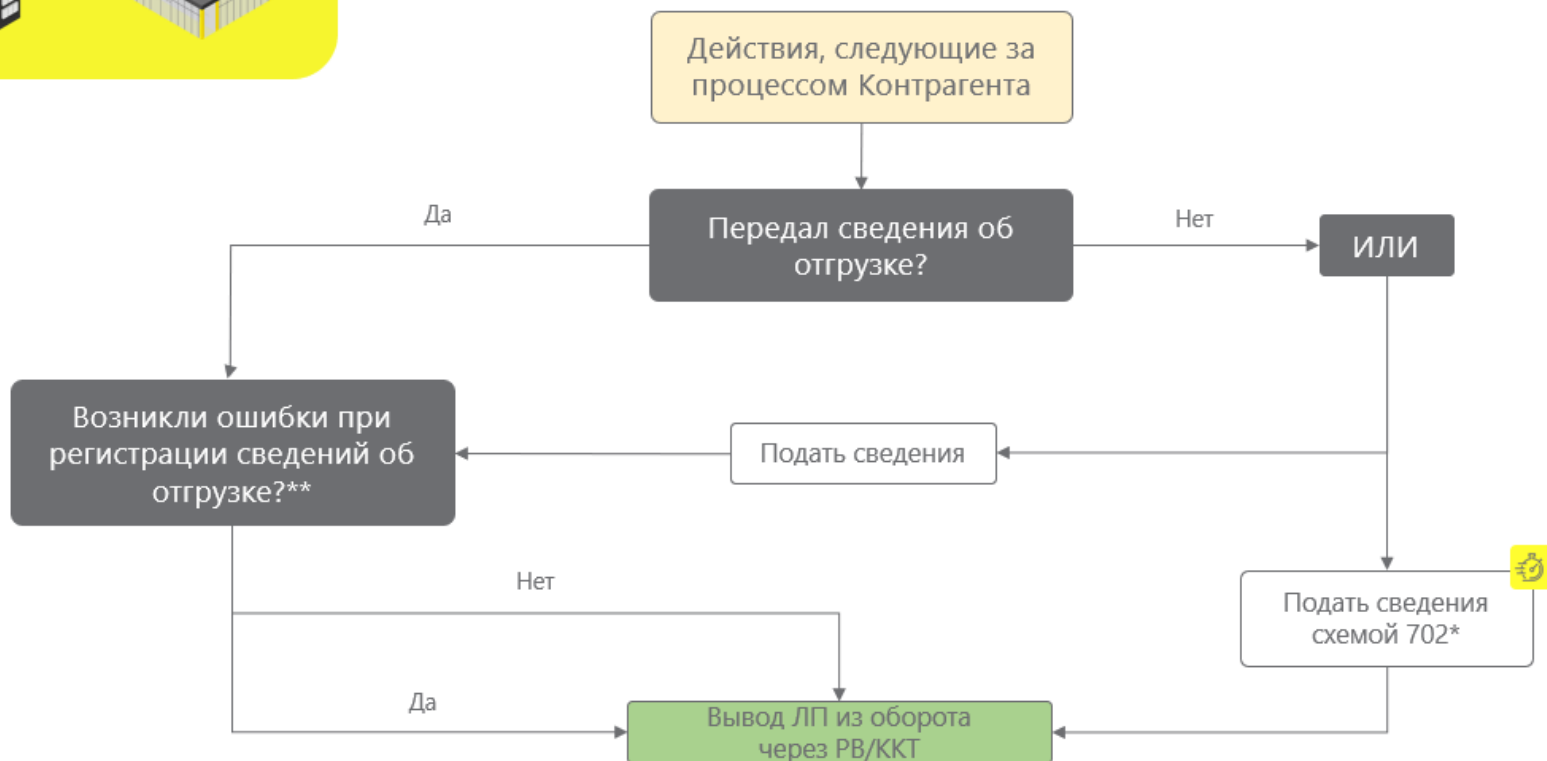 Действия, следующие за
процессом Контрагента
Да
Передал сведения об
отгрузке?
Нет
ИЛИ
Возникли ошибки при
регистрации сведений об
отгрузке?**
Подать сведения
Нет
Подать сведения
схемой 702*
Да
Вывод ЛП из оборота
через РВ/ККТ